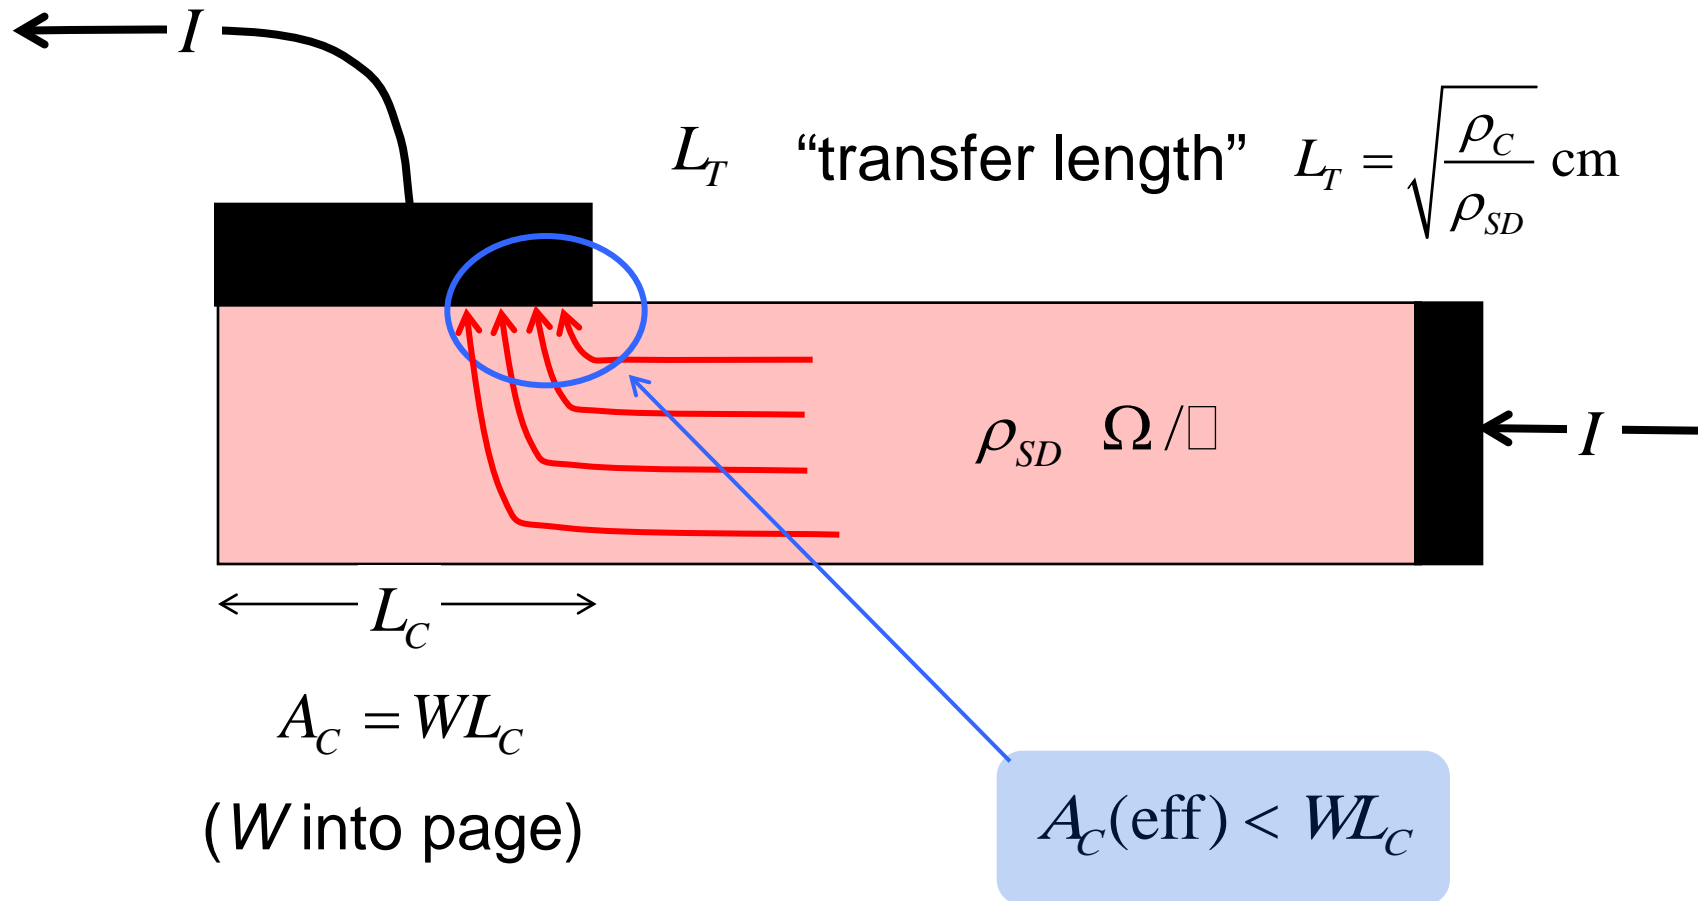 I
L_T “transfer length” L_T = √(ρ_C / ρ_SD) cm
ρ_SD Ω/□
I
L_C
A_C = WL_C
(W into page)
A_C(eff) < WL_C